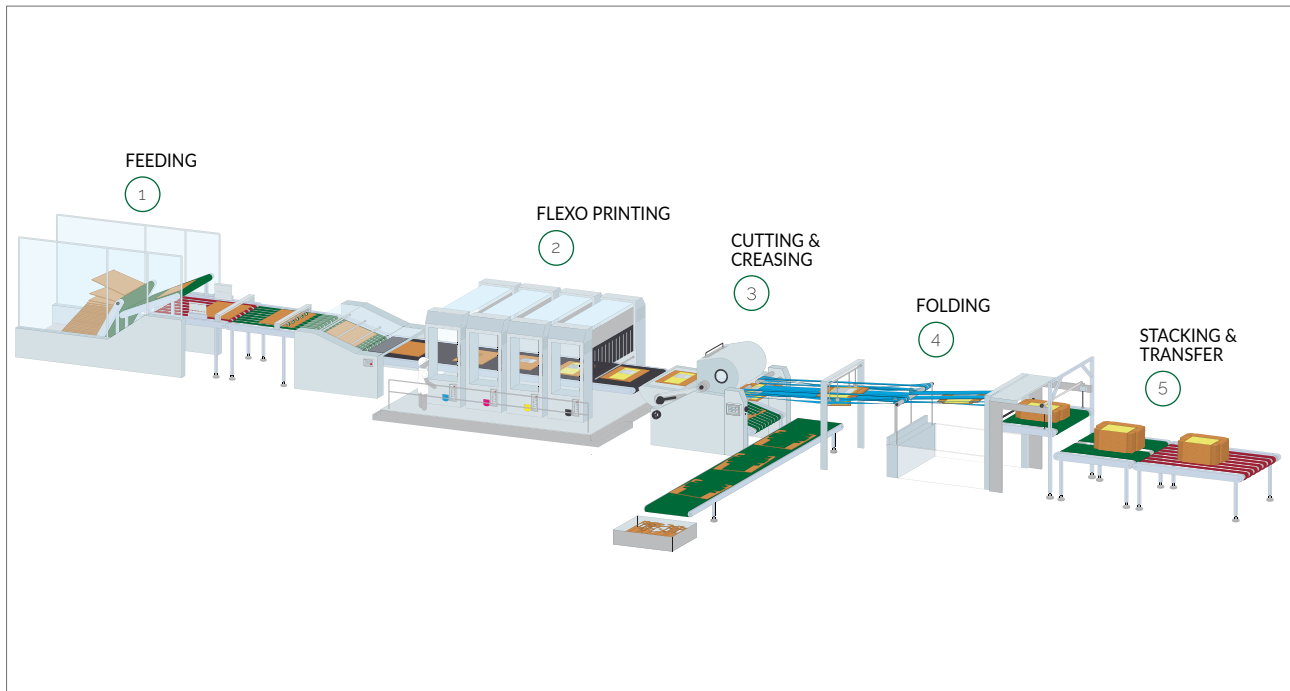 FEEDING
1
FLEXO PRINTING
2
CUTTING &
CREASING
3
FOLDING
4
STACKING &
TRANSFER
5